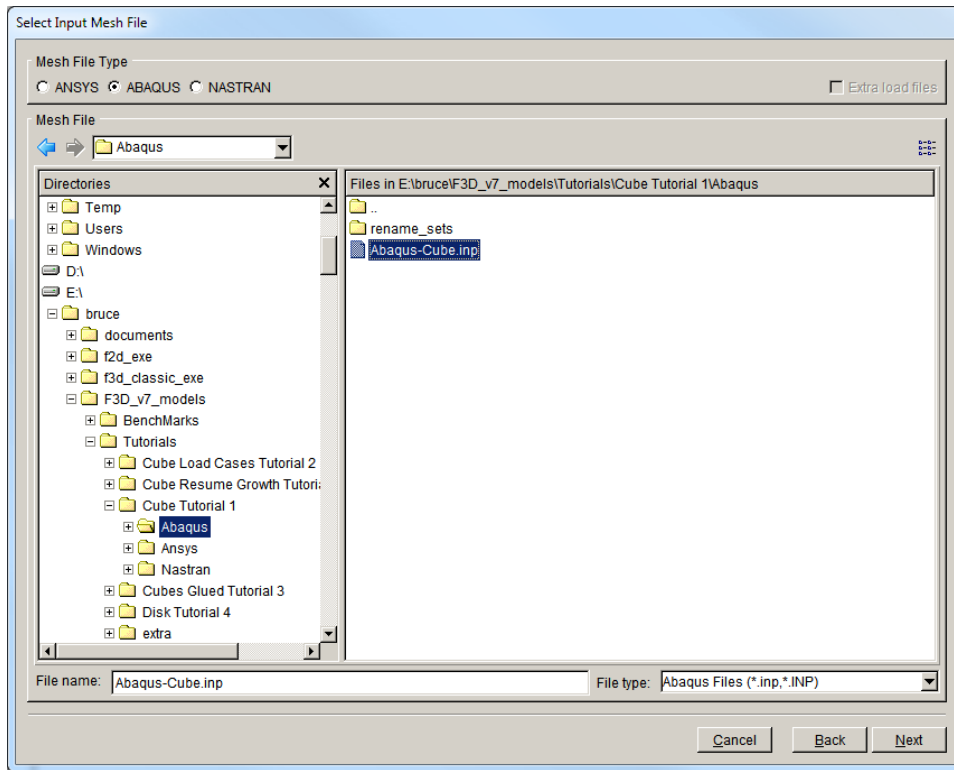 Select Input Mesh File
Mesh File Type
ANSYS ABAQUS NASTRAN Extra load files
Mesh File
Abaqus
Directories
Temp
Users
Windows
D:\
E:\
bruce
documents
f2d_exe
f3d_classic_exe
F3D_v7_models
BenchMarks
Tutorials
Cube Load Cases Tutorial 2
Cube Resume Growth Tutori
Cube Tutorial 1
Abaqus
Ansys
Nastran
Cubes Glued Tutorial 3
Disk Tutorial 4
extra
Files in E:\bruce\F3D_v7_models\Tutorials\Cube Tutorial 1\Abaqus
..
rename_sets
Abaqus-Cube.inp
File name: Abaqus-Cube.inp File type: Abaqus Files (*.inp,*.INP)
Cancel Back Next